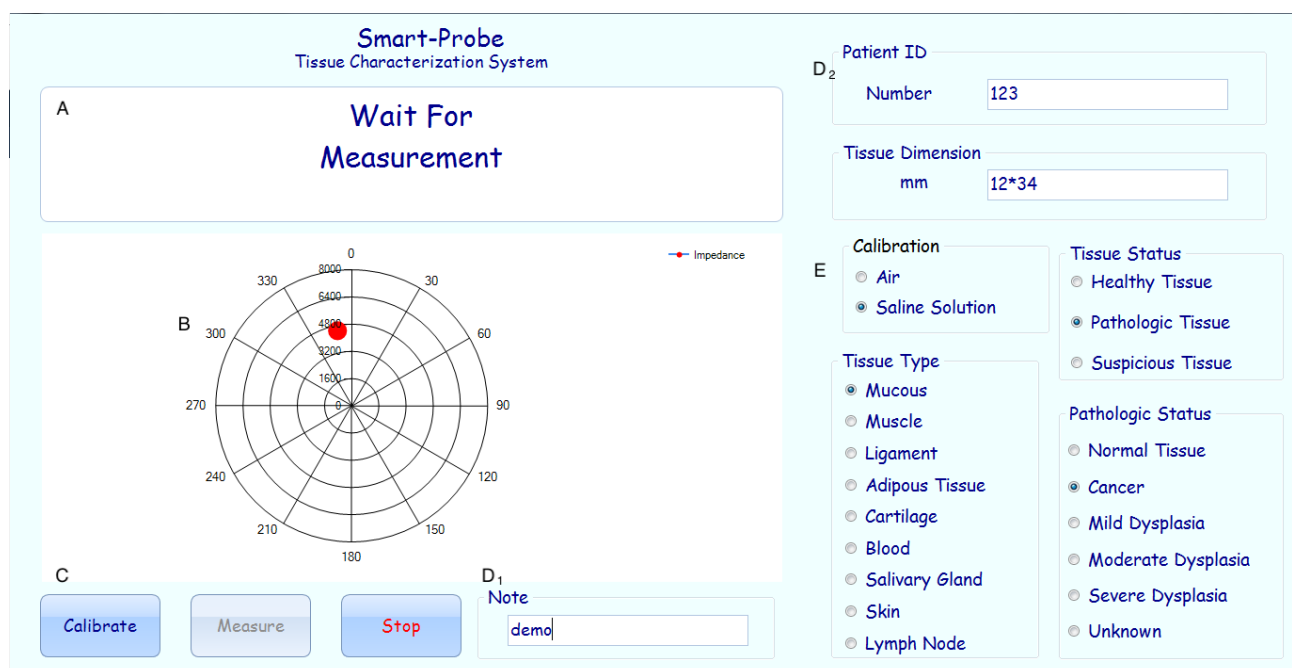 Smart-Probe
Tissue Characterization System
A
Wait For
Measurement
B
Impedance
0
30
60
90
120
150
180
210
240
270
300
330
8000
6400
4800
3200
1600
0
C
Calibrate
Measure
Stop
D1
Note
demo
D2
Patient ID
Number 123
Tissue Dimension
mm 12*34
E
Calibration
Air
Saline Solution
Tissue Type
Mucous
Muscle
Ligament
Adipous Tissue
Cartilage
Blood
Salivary Gland
Skin
Lymph Node
Tissue Status
Healthy Tissue
Pathologic Tissue
Suspicious Tissue
Pathologic Status
Normal Tissue
Cancer
Mild Dysplasia
Moderate Dysplasia
Severe Dysplasia
Unknown